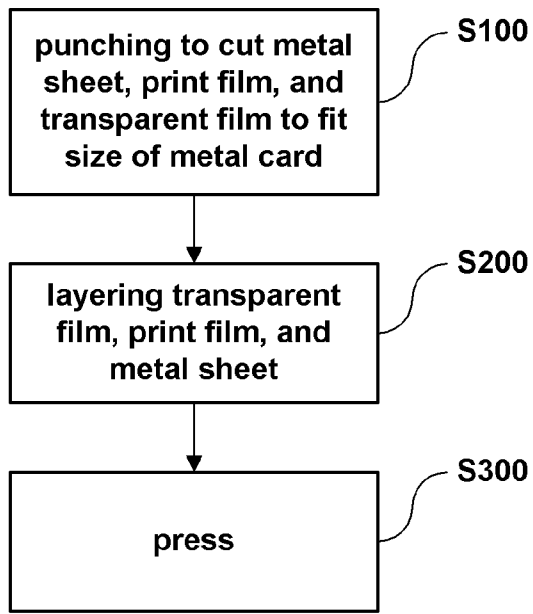 punching to cut metal
sheet, print film, and
transparent film to fit
size of metal card
S100
layering transparent
film, print film, and
metal sheet
S200
press
S300